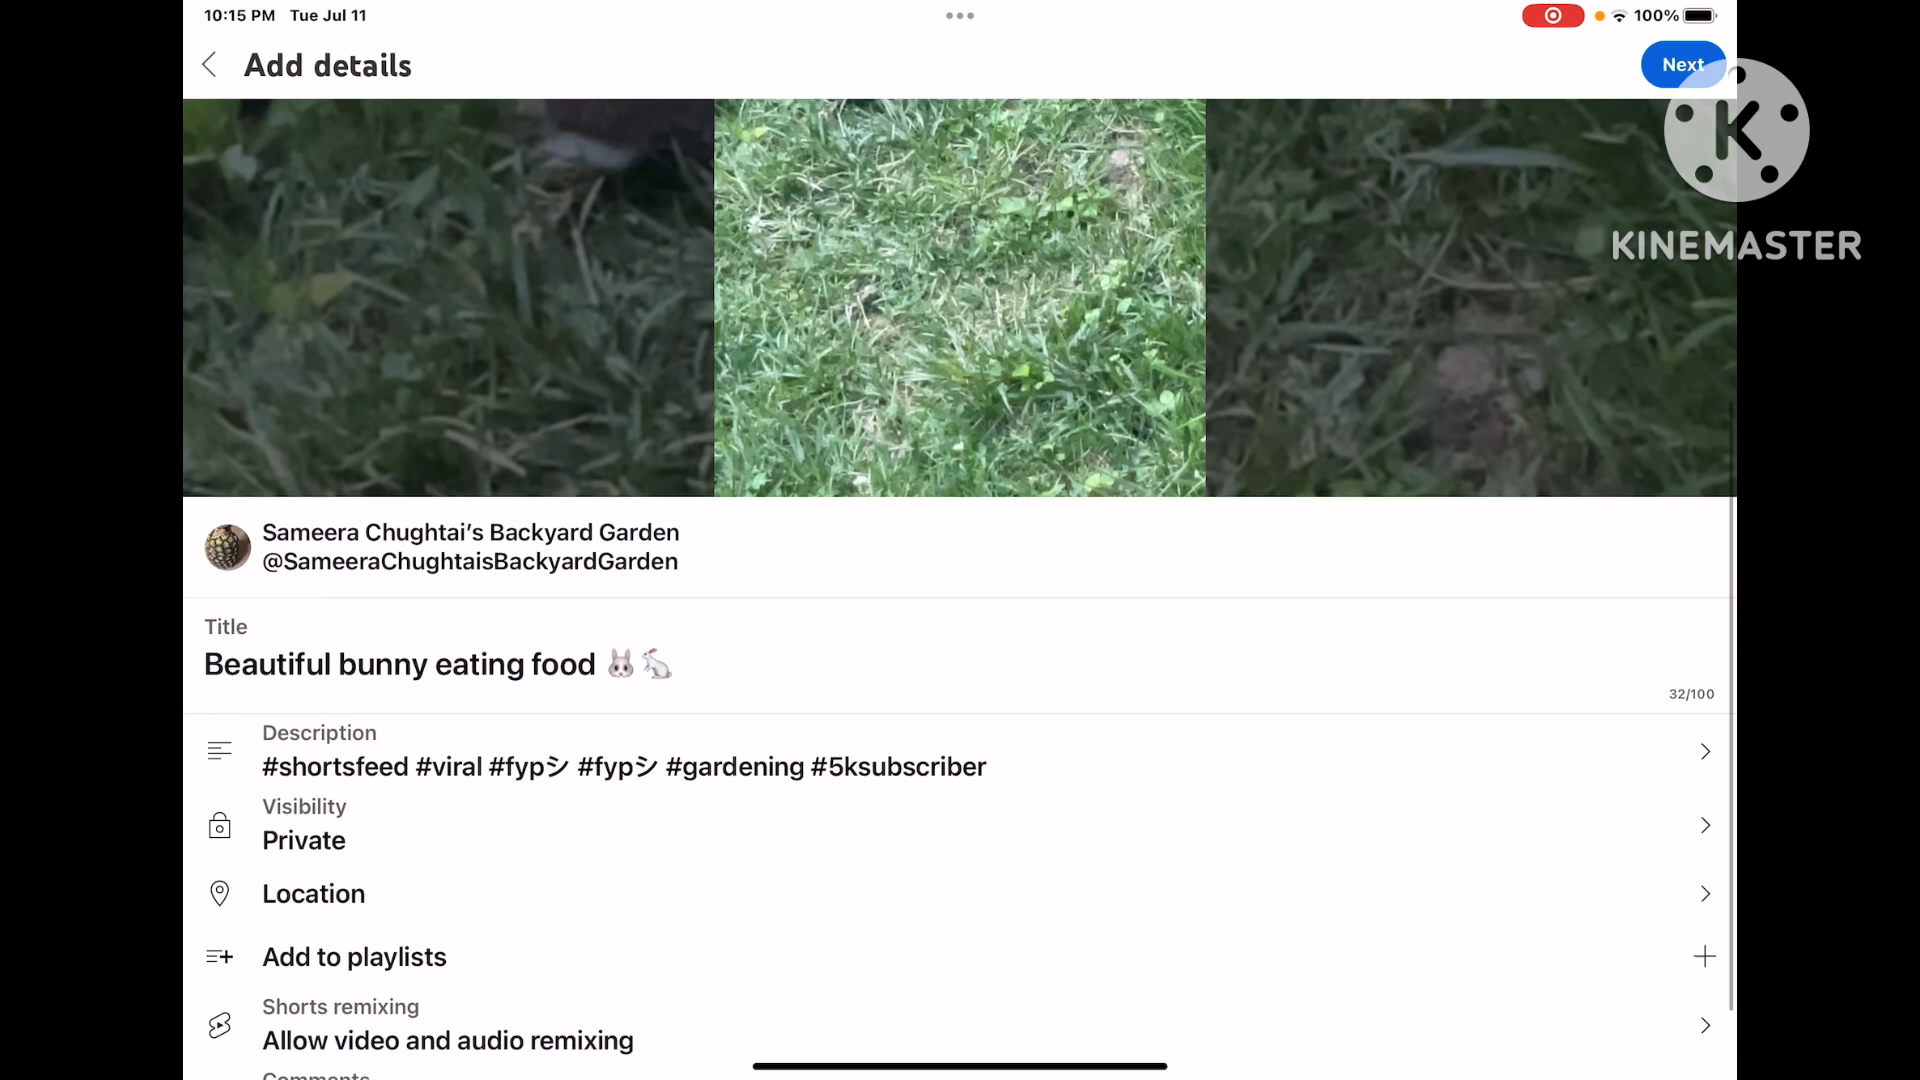 10:15 PM Tue Jul 11
100%
Add details
Next
K
KINEMASTER
Sameera Chughtai’s Backyard Garden
@SameeraChughtaisBackyardGarden
Title
Beautiful bunny eating food 🐰🐇
32/100
Description
#shortsfeed #viral #fypシ #fypシ #gardening #5ksubscriber
Visibility
Private
Location
Add to playlists
Shorts remixing
Allow video and audio remixing
Comments